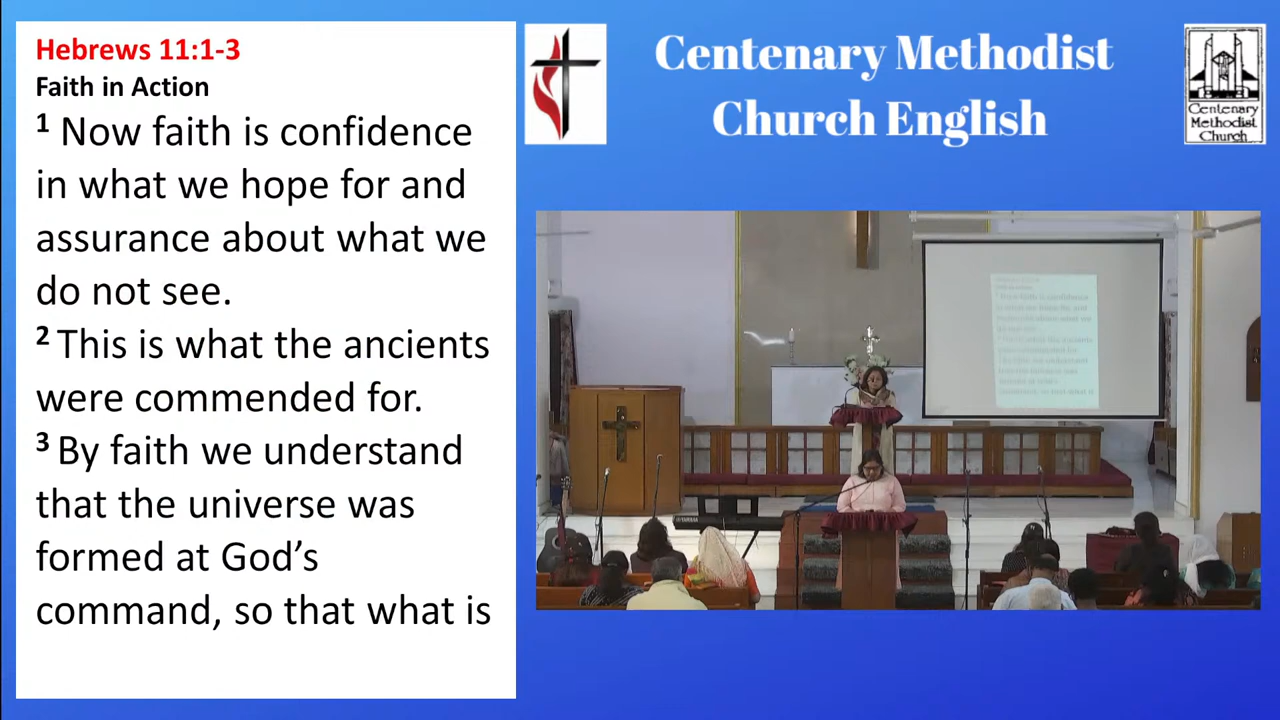 Hebrews 11:1-3
Faith in Action
1 Now faith is confidence
in what we hope for and
assurance about what we
do not see.
2 This is what the ancients
were commended for.
3 By faith we understand
that the universe was
formed at God’s
command, so that what is
Centenary Methodist
Church English
Centenary
Methodist
Church